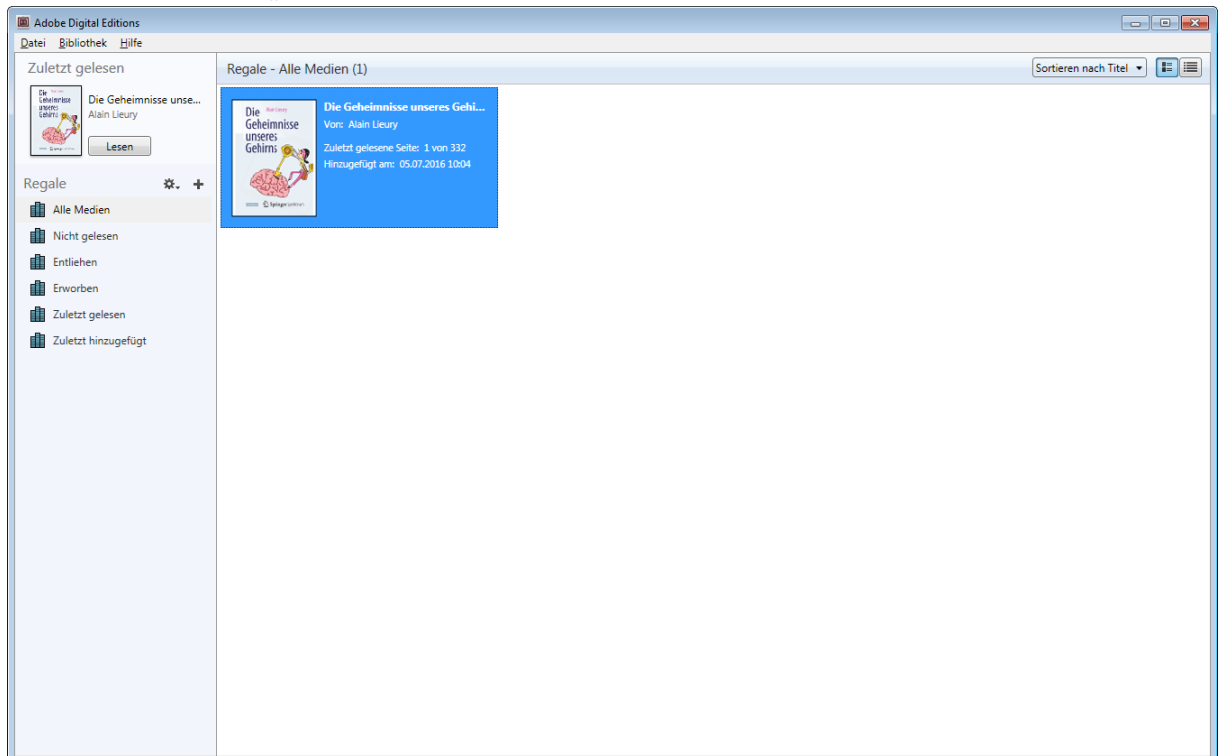 Adobe Digital Editions
Datei Bibliothek Hilfe
Zuletzt gelesen
Die
Geheimnisse
unseres
Gehirns
Die Geheimnisse unse...
Alain Lieury
Lesen
Regale
Alle Medien
Nicht gelesen
Entliehen
Erworben
Zuletzt gelesen
Zuletzt hinzugefügt
Regale - Alle Medien (1)
Sortieren nach Titel
Die
Alain Lieury
Geheimnisse
unseres
Gehirns
Springer
Die Geheimnisse unseres Gehi...
Von: Alain Lieury
Zuletzt gelesene Seite: 1 von 332
Hinzugefügt am: 05.07.2016 10:04